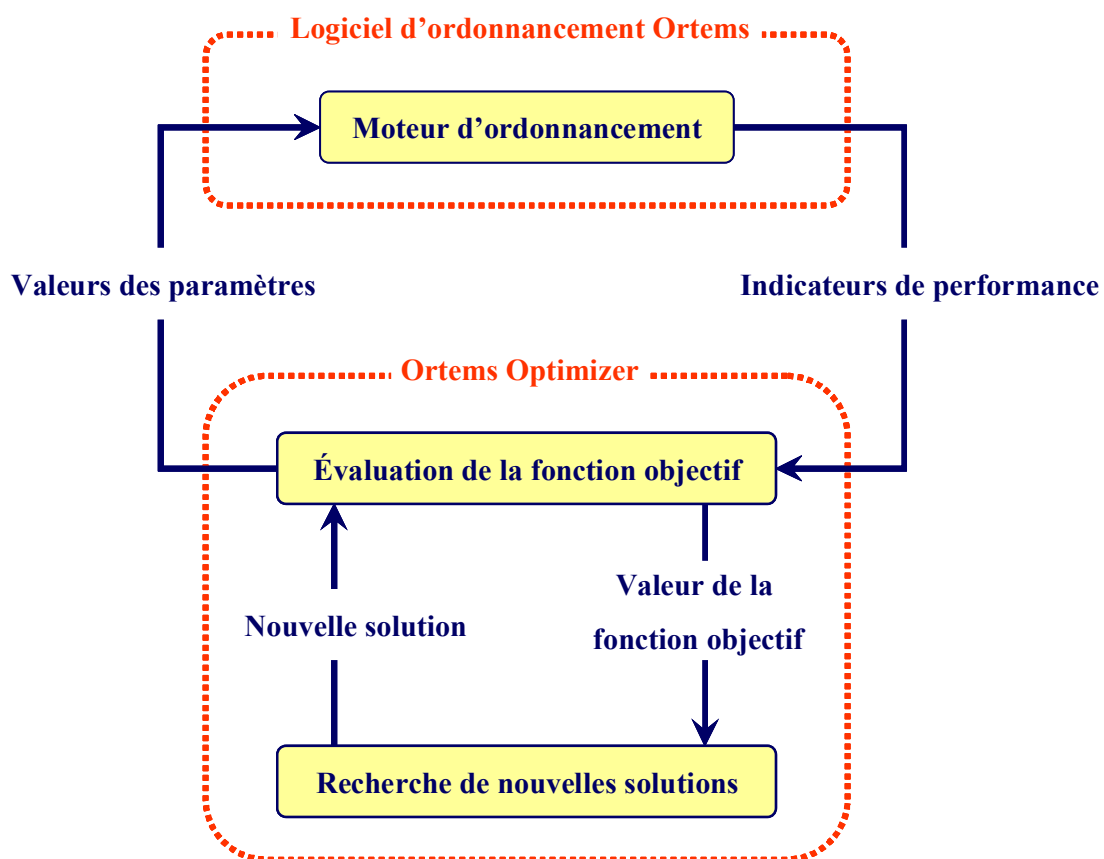 Logiciel d’ordonnancement Ortems
Moteur d’ordonnancement
Valeurs des paramètres
Indicateurs de performance
Ortems Optimizer
Évaluation de la fonction objectif
Nouvelle solution
Valeur de la
fonction objectif
Recherche de nouvelles solutions